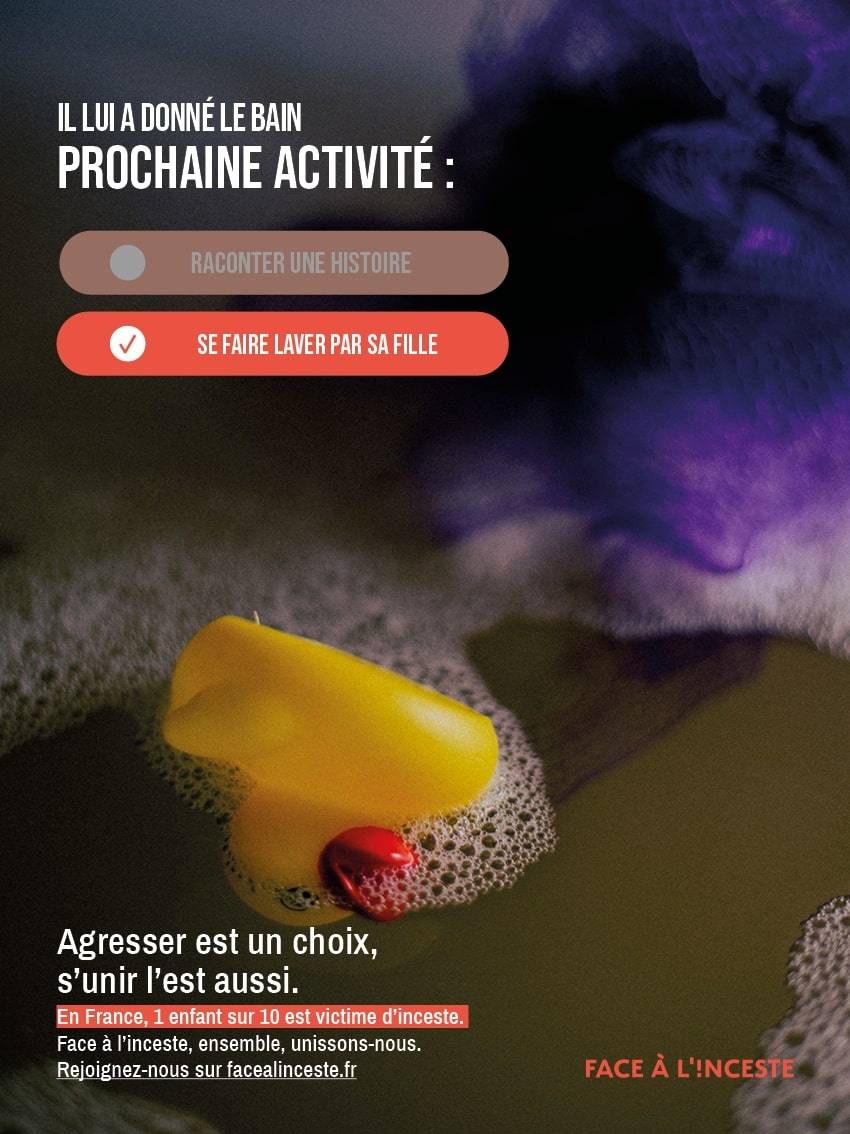 IL LUI A DONNÉ LE BAIN
PROCHAINE ACTIVITÉ :
RACONTER UNE HISTOIRE
SE FAIRE LAVER PAR SA FILLE
Agresser est un choix,
s’unir l’est aussi.
En France, 1 enfant sur 10 est victime d’inceste.
Face à l’inceste, ensemble, unissons-nous.
Rejoignez-nous sur facealinceste.fr
FACE À L'!NCESTE